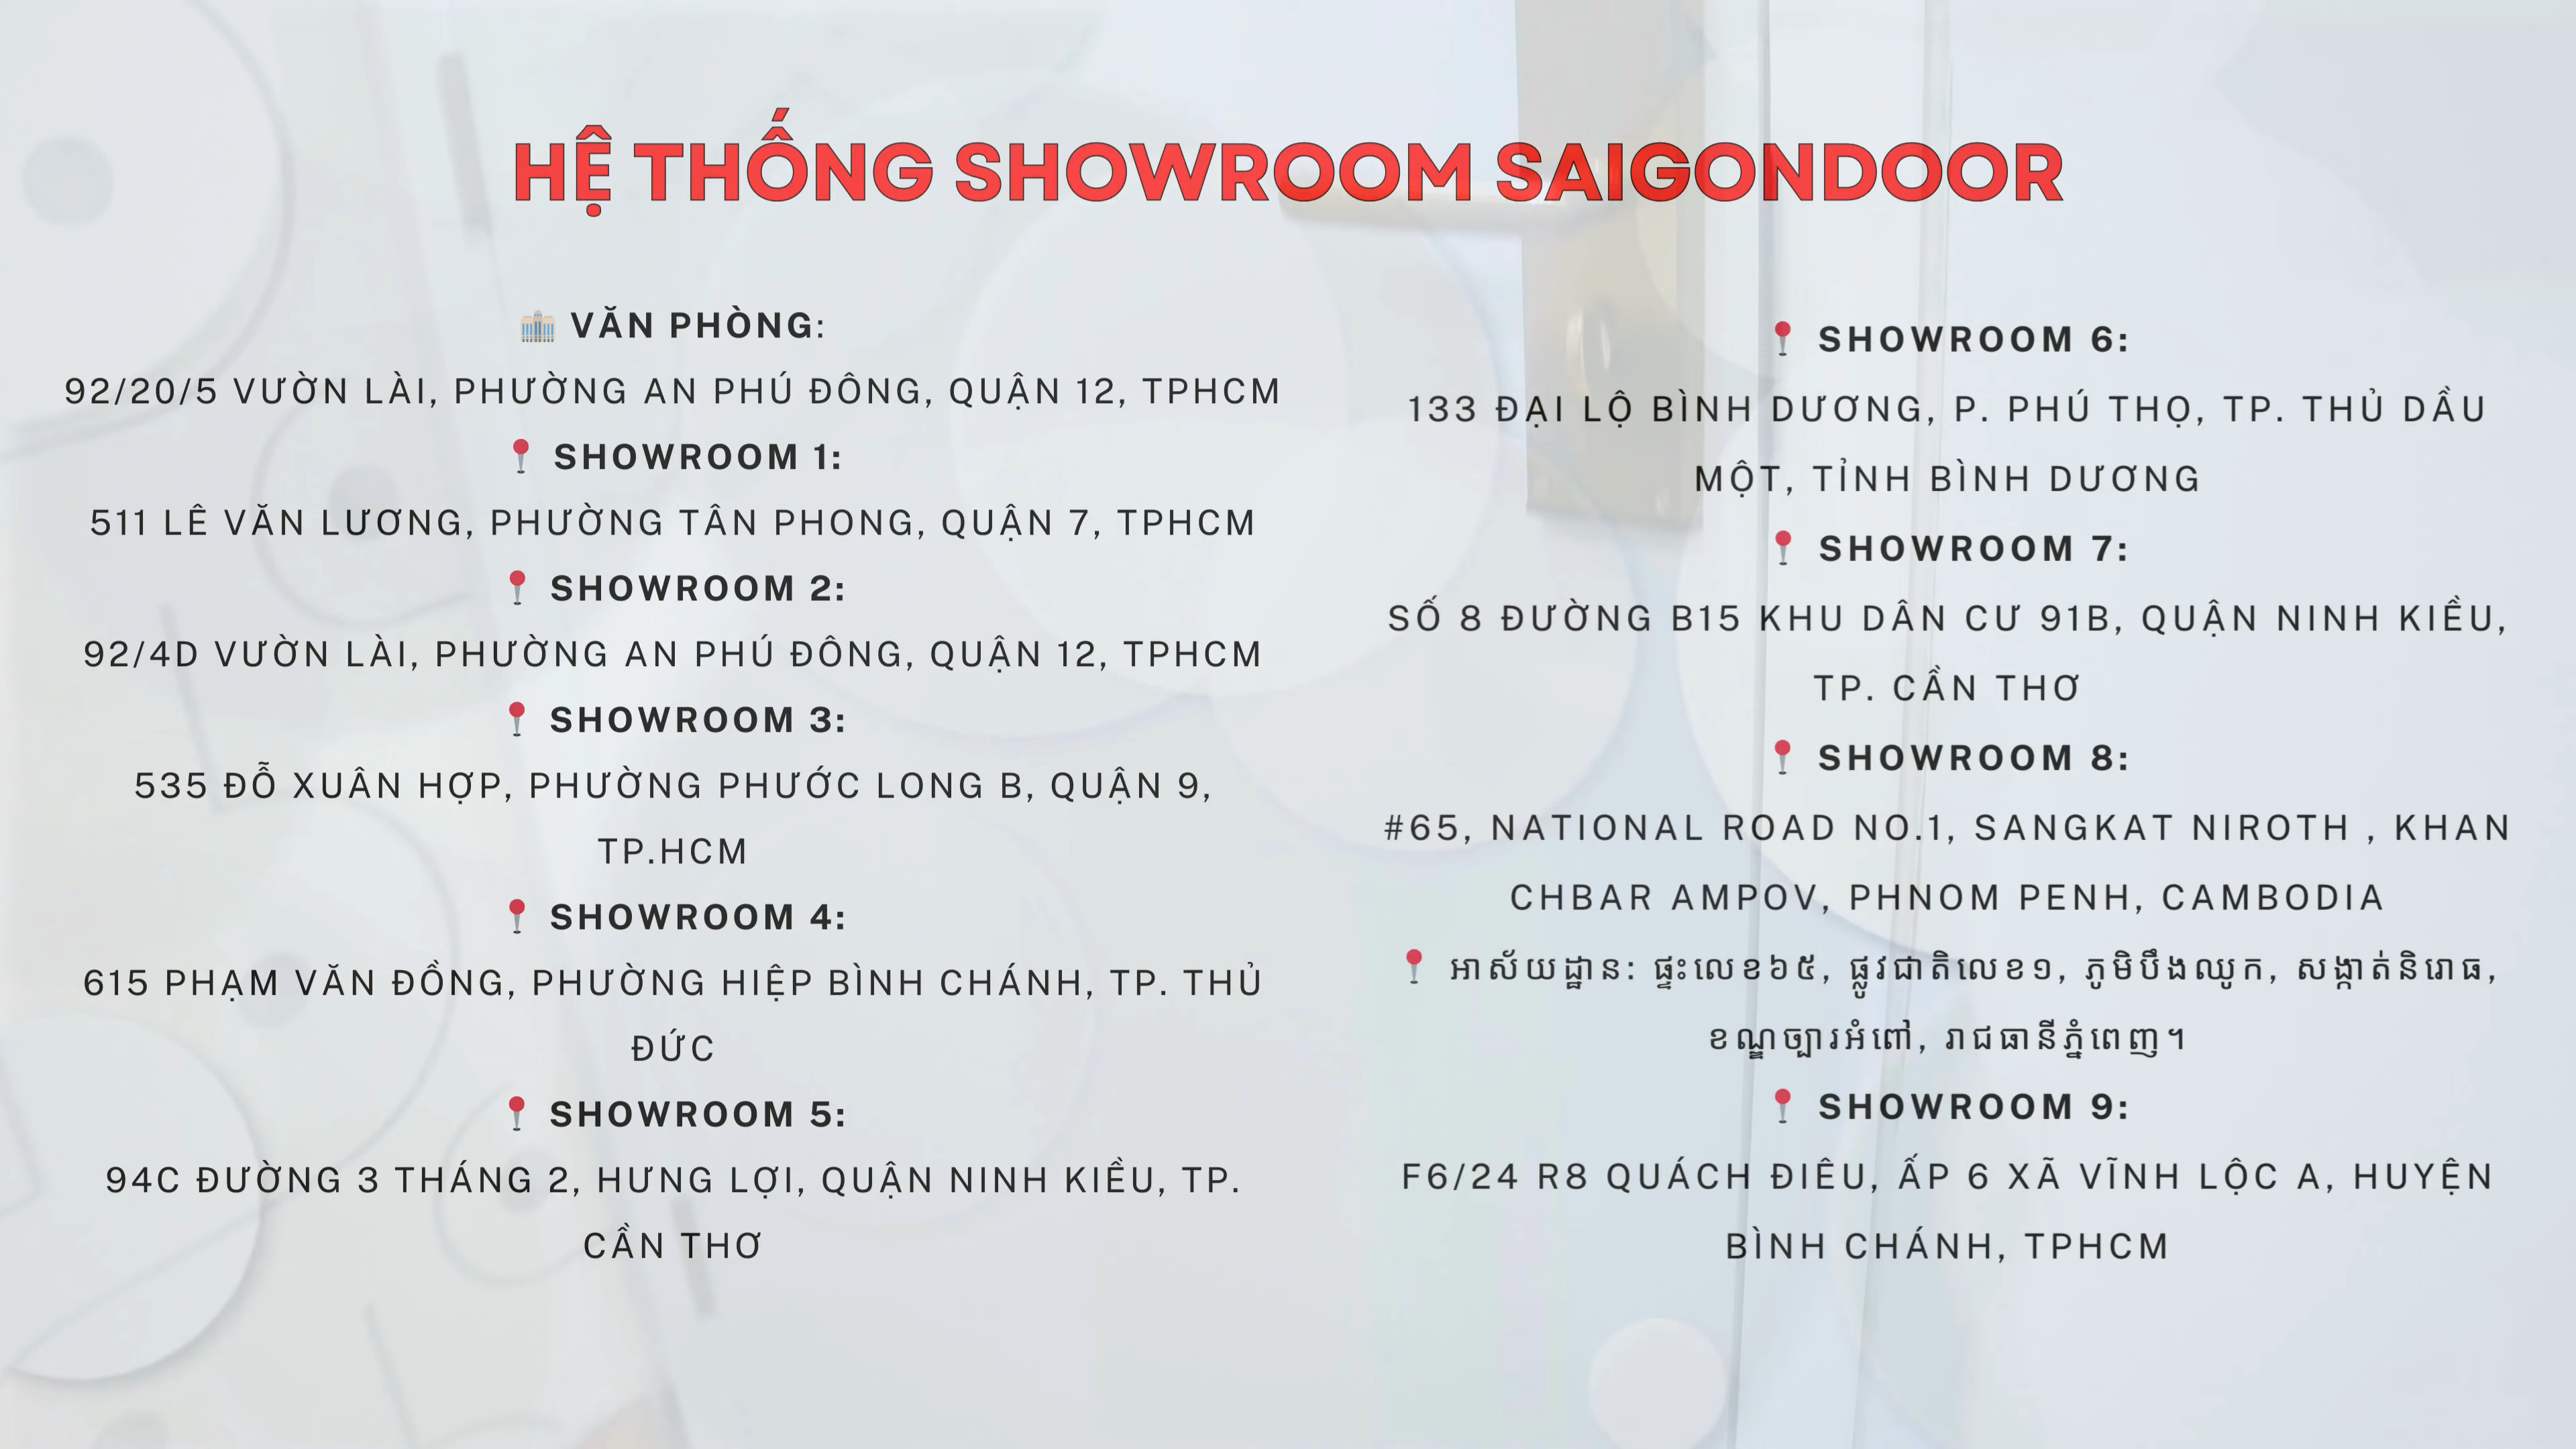 HỆ THỐNG SHOWROOM SAIGONDOOR
🏙️ VĂN PHÒNG:
92/20/5 VƯỜN LÀI, PHƯỜNG AN PHÚ ĐÔNG, QUẬN 12, TPHCM
📍 SHOWROOM 1:
511 LÊ VĂN LƯƠNG, PHƯỜNG TÂN PHONG, QUẬN 7, TPHCM
📍 SHOWROOM 2:
92/4D VƯỜN LÀI, PHƯỜNG AN PHÚ ĐÔNG, QUẬN 12, TPHCM
📍 SHOWROOM 3:
535 ĐỖ XUÂN HỢP, PHƯỜNG PHƯỚC LONG B, QUẬN 9,
TP.HCM
📍 SHOWROOM 4:
615 PHẠM VĂN ĐỒNG, PHƯỜNG HIỆP BÌNH CHÁNH, TP. THỦ
ĐỨC
📍 SHOWROOM 5:
94C ĐƯỜNG 3 THÁNG 2, HƯNG LỢI, QUẬN NINH KIỀU, TP.
CẦN THƠ
📍 SHOWROOM 6:
133 ĐẠI LỘ BÌNH DƯƠNG, P. PHÚ THỌ, TP. THỦ DẦU
MỘT, TỈNH BÌNH DƯƠNG
📍 SHOWROOM 7:
SỐ 8 ĐƯỜNG B15 KHU DÂN CƯ 91B, QUẬN NINH KIỀU,
TP. CẦN THƠ
📍 SHOWROOM 8:
#65, NATIONAL ROAD NO.1, SANGKAT NIROTH , KHAN
CHBAR AMPOV, PHNOM PENH, CAMBODIA
📍 អាស័យដ្ឋាន: ផ្ទះលេខ៦៥, ផ្លូវជាតិលេខ១, ភូមិបឹងឈូក, សង្កាត់និរោធ,
ខណ្ឌច្បារអំពៅ, រាជធានីភ្នំពេញ។
📍 SHOWROOM 9:
F6/24 R8 QUÁCH ĐIÊU, ẤP 6 XÃ VĨNH LỘC A, HUYỆN
BÌNH CHÁNH, TPHCM